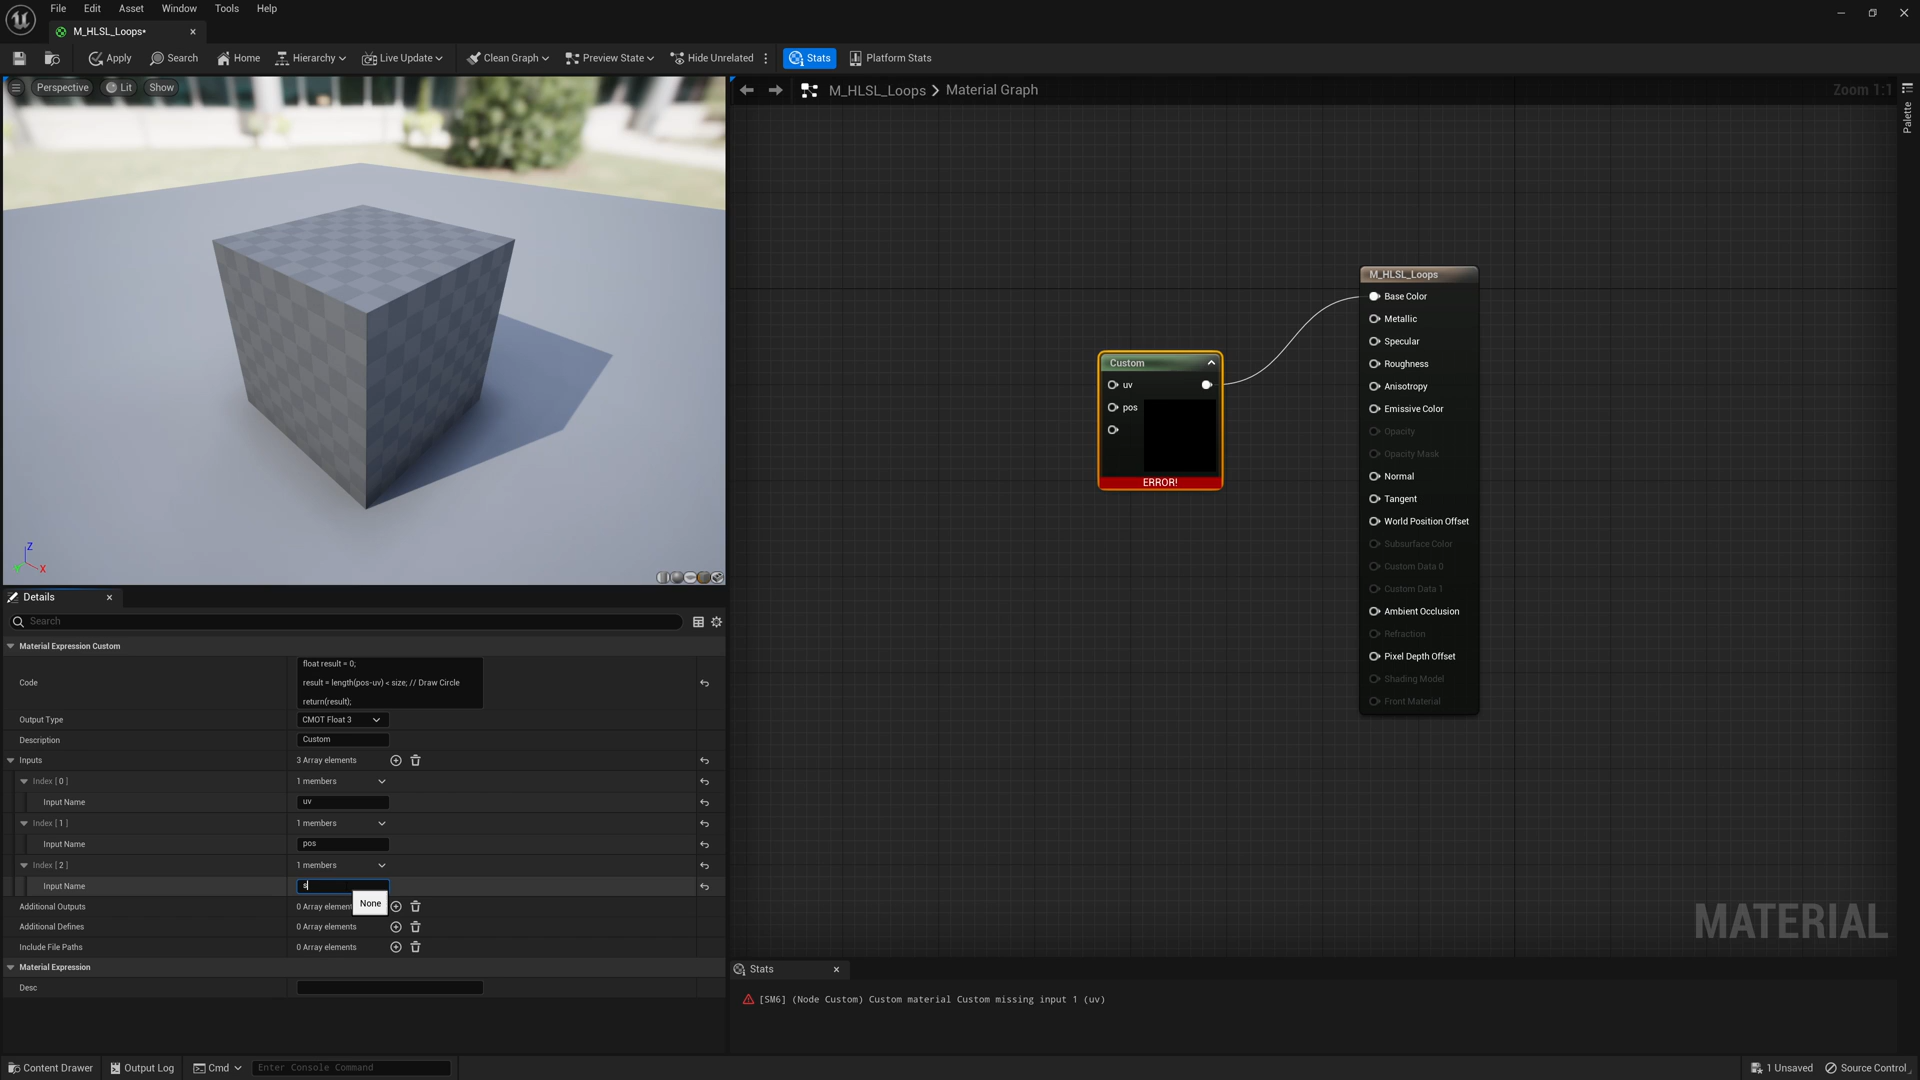 File Edit Asset Window Tools Help
M_HLSL_Loops*
Apply Search Home Hierarchy Live Update Clean Graph Preview State Hide Unrelated Stats Platform Stats
Perspective Lit Show
M_HLSL_Loops Material Graph Zoom 1:1
Palette
M_HLSL_Loops
Base Color
Metallic
Specular
Roughness
Anisotropy
Emissive Color
Opacity
Opacity Mask
Normal
Tangent
World Position Offset
Subsurface Color
Custom Data 0
Custom Data 1
Ambient Occlusion
Refraction
Pixel Depth Offset
Shading Model
Front Material
Custom
uv
pos
ERROR!
MATERIAL
Z
X
Details
Search
Material Expression Custom
Code
float result = 0;
result = length(pos-uv) < size; // Draw Circle
return(result);
Output Type CMOT Float 3
Description Custom
Inputs 3 Array elements
Index [ 0 ] 1 members
Input Name uv
Index [ 1 ] 1 members
Input Name pos
Index [ 2 ] 1 members
Input Name s
None
Additional Outputs 0 Array element
Additional Defines 0 Array elements
Include File Paths 0 Array elements
Material Expression
Desc
Stats
[SM6] (Node Custom) Custom material Custom missing input 1 (uv)
Content Drawer Output Log Cmd Enter Console Command 1 Unsaved Source Control